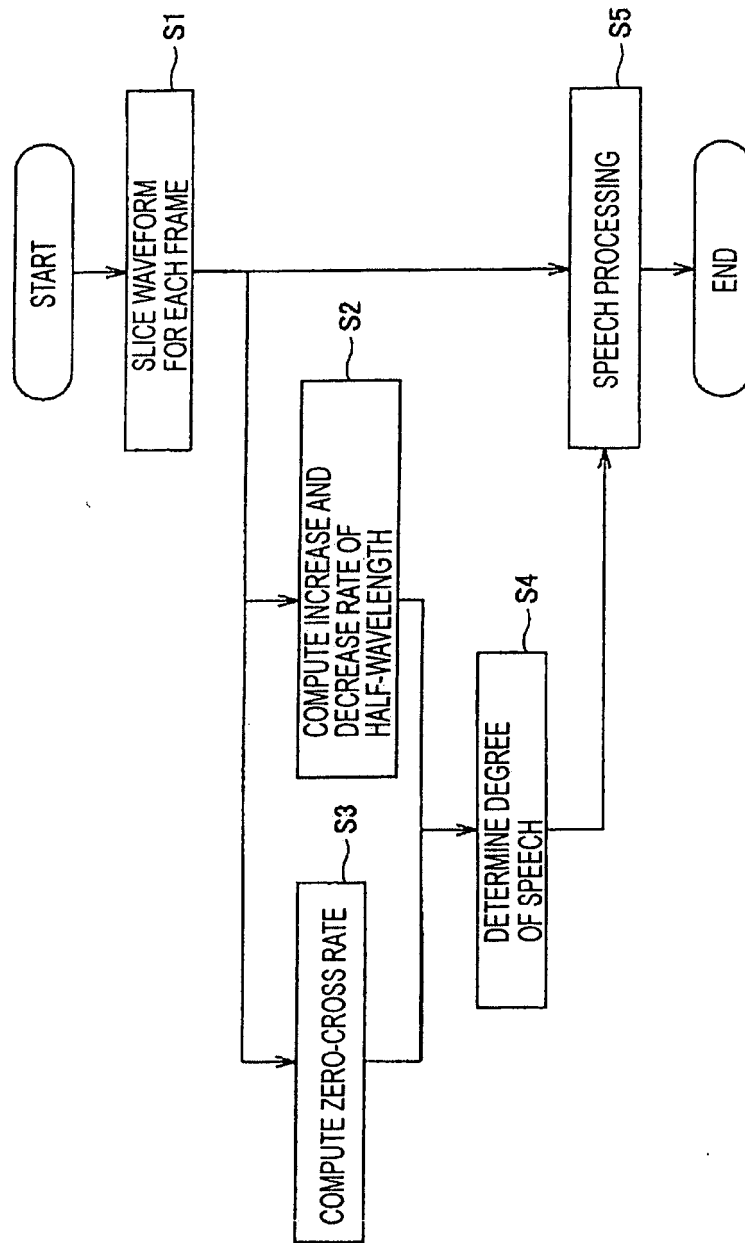 START
SLICE WAVEFORM
FOR EACH FRAME
S1
COMPUTE ZERO-CROSS RATE
S3
COMPUTE INCREASE AND
DECREASE RATE OF
HALF-WAVELENGTH
S2
DETERMINE DEGREE
OF SPEECH
S4
SPEECH PROCESSING
S5
END